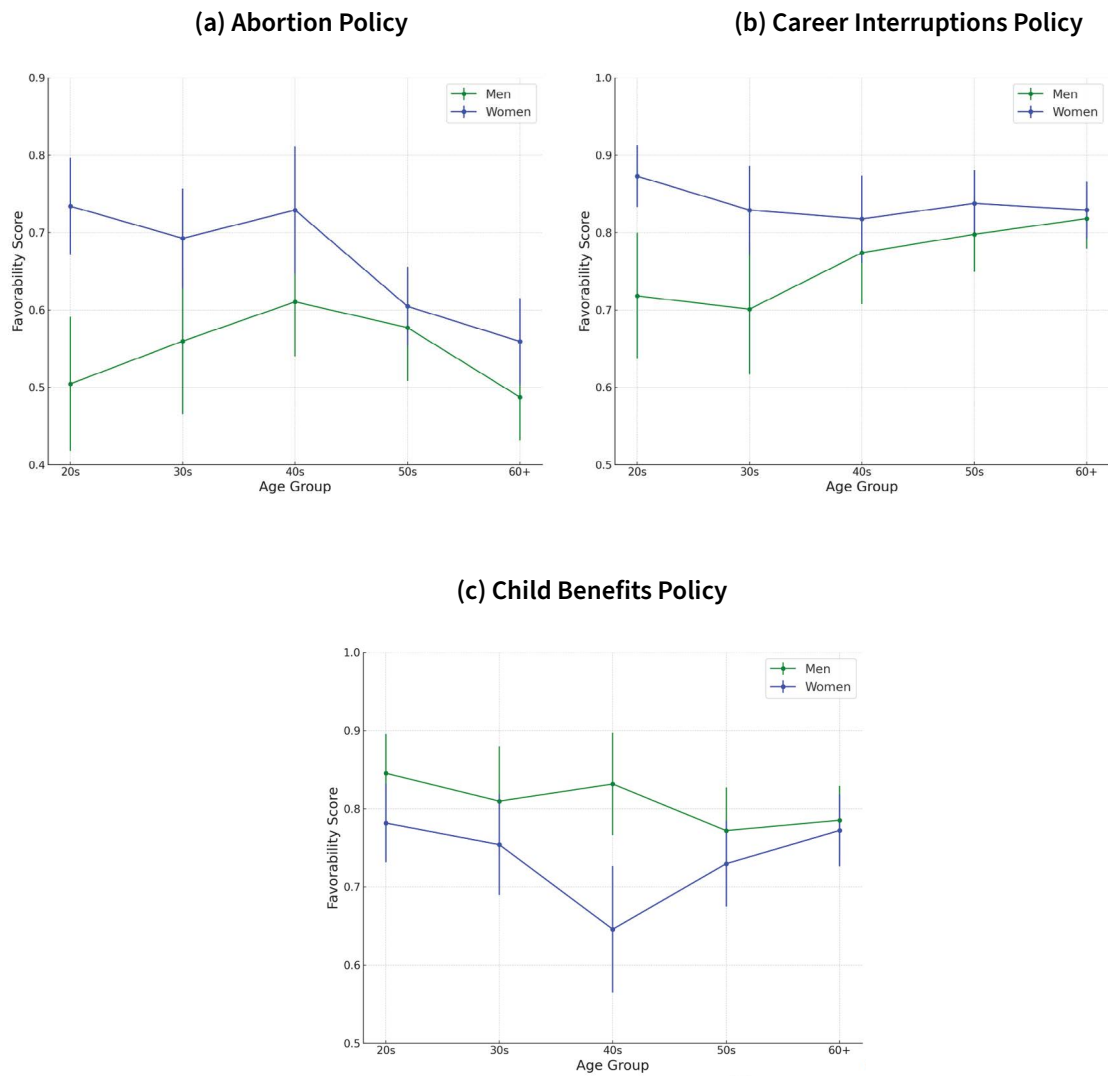 (a) Abortion Policy
0.9
0.8
0.7
0.6
0.5
0.4
Favorability Score
Men
Women
20s 30s 40s 50s 60+
Age Group
(b) Career Interruptions Policy
1.0
0.9
0.8
0.7
0.6
0.5
Favorability Score
Men
Women
20s 30s 40s 50s 60+
Age Group
(c) Child Benefits Policy
1.0
0.9
0.8
0.7
0.6
0.5
Favorability Score
Men
Women
20s 30s 40s 50s 60+
Age Group